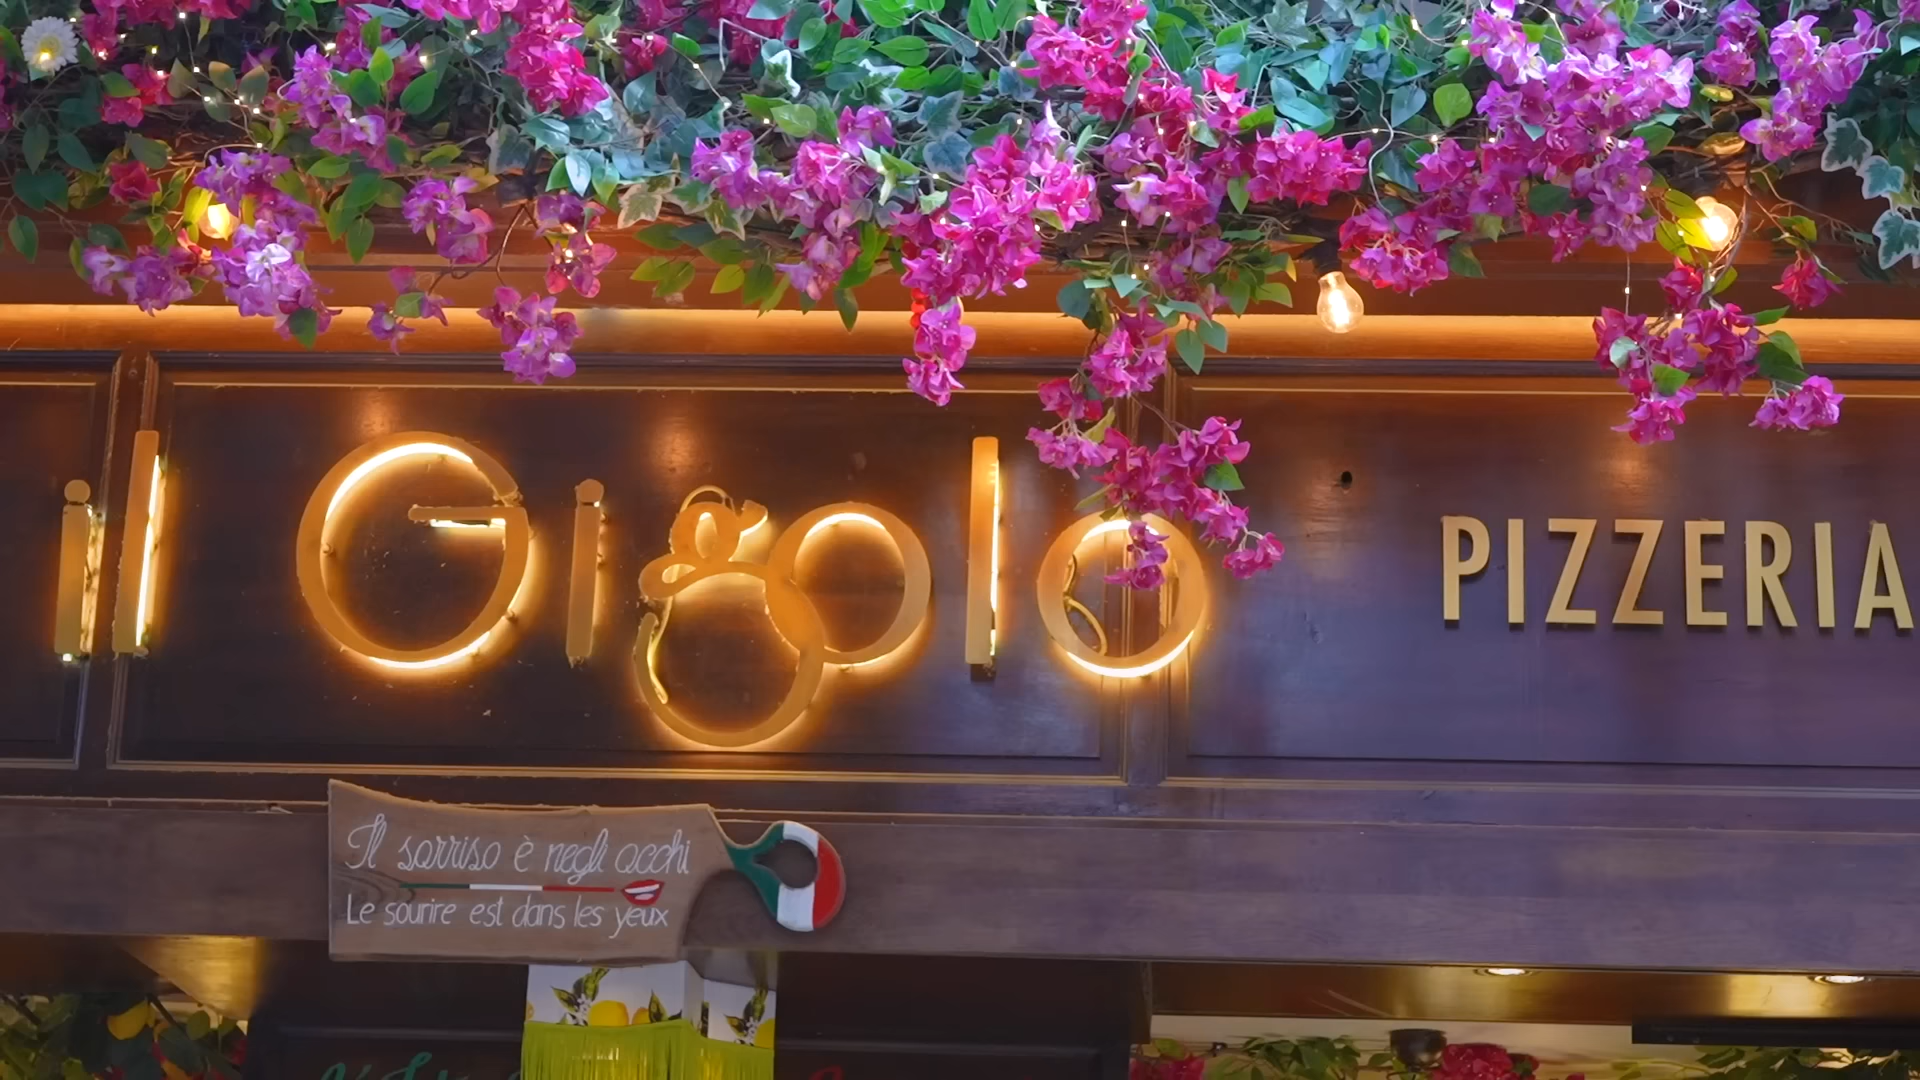 il Gigolo
PIZZERIA
Il sorriso è negli occhi
Le sourire est dans les yeux